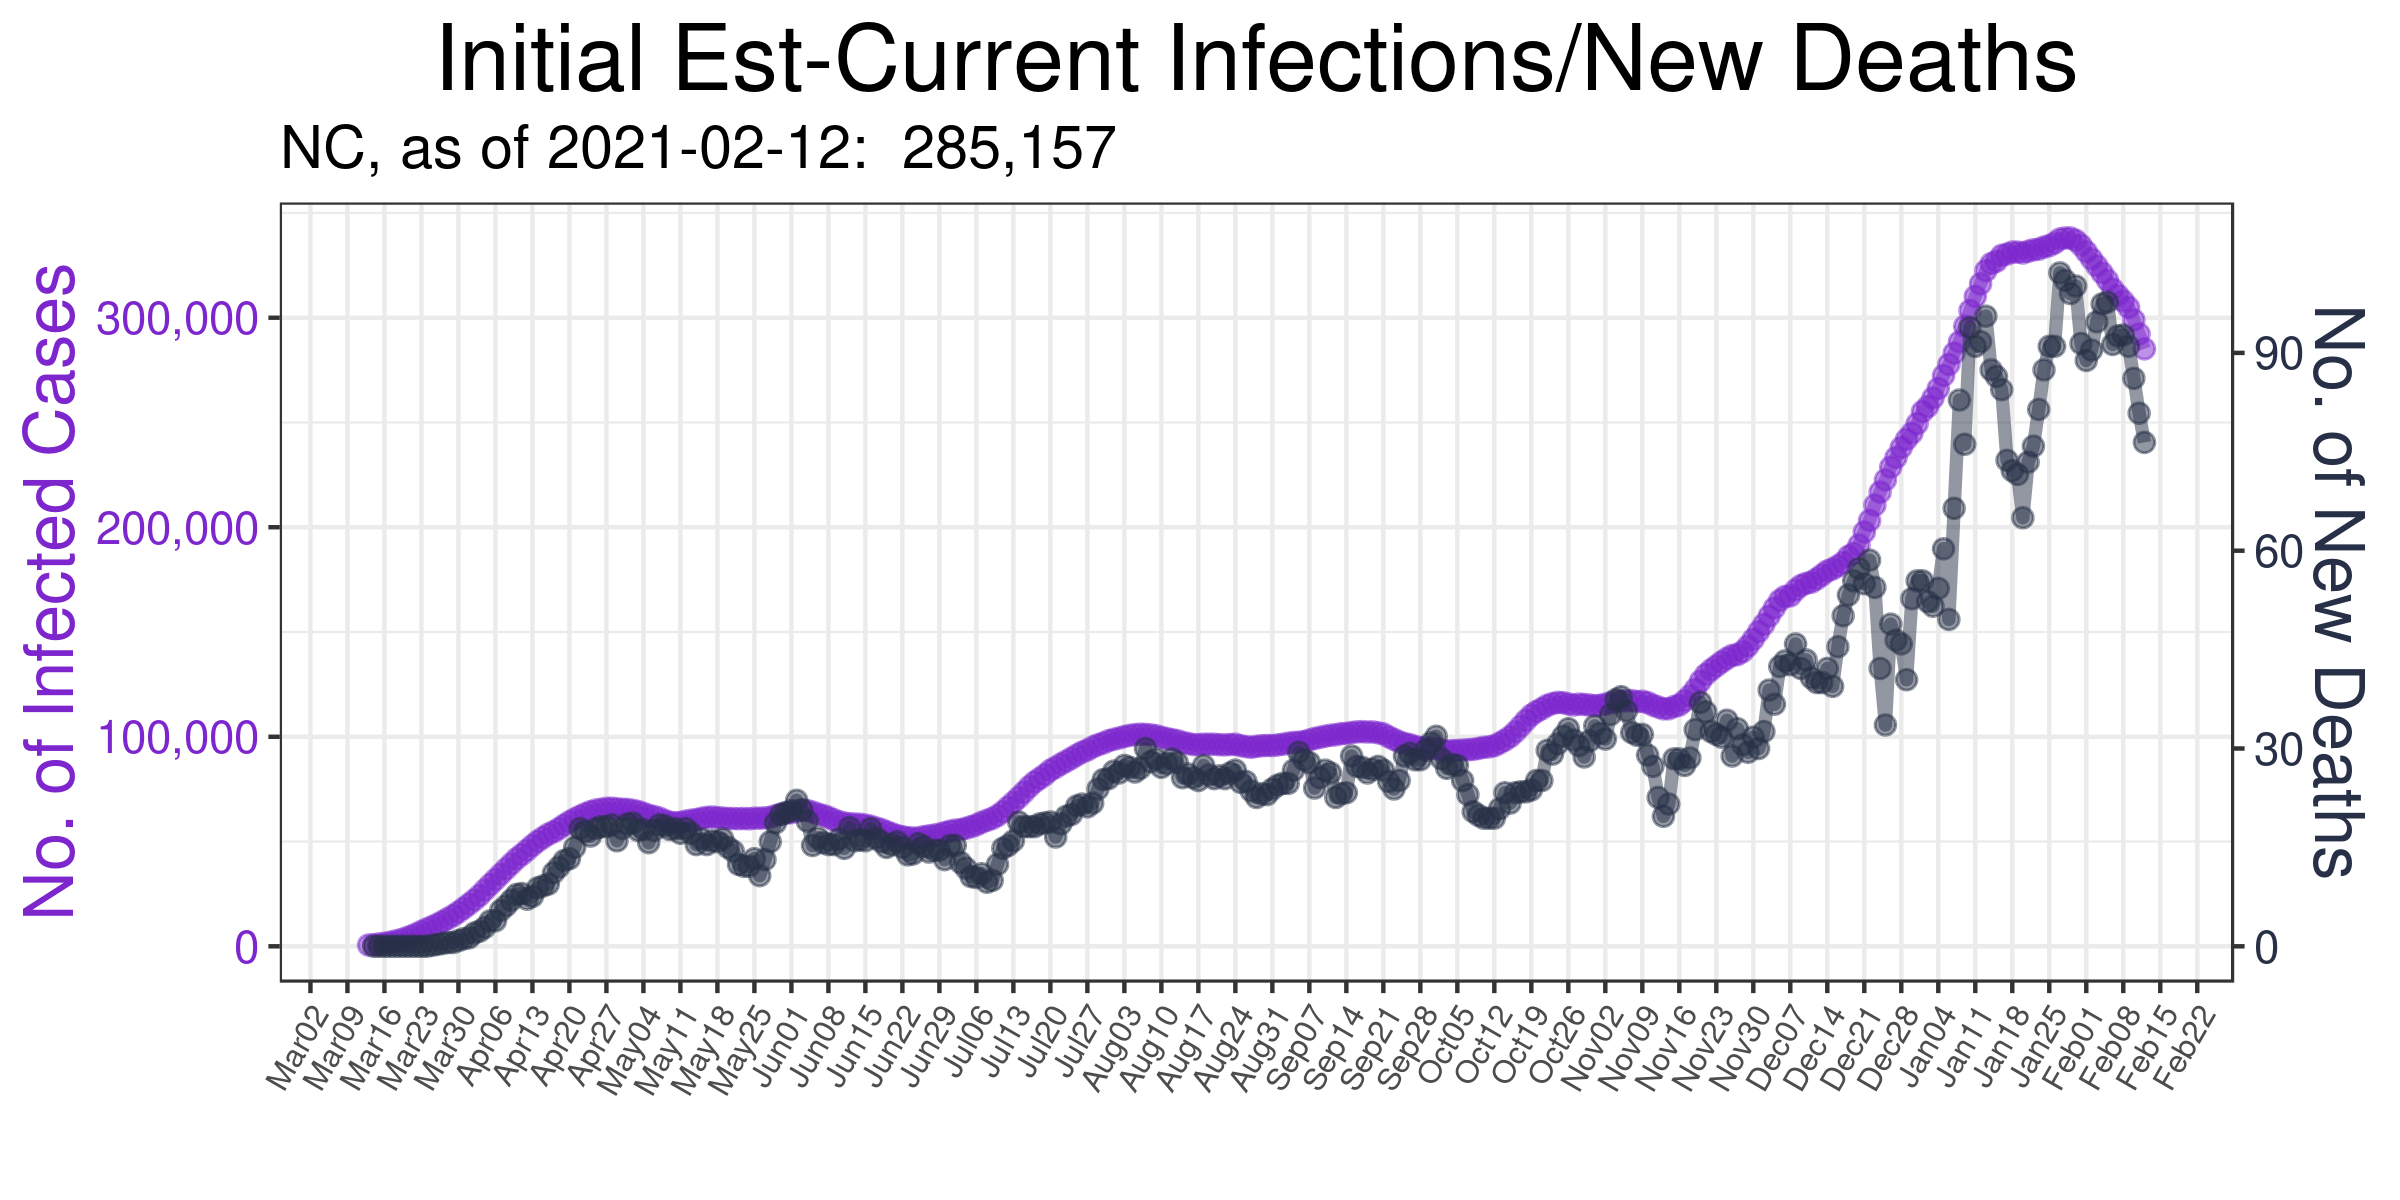 Initial Est-Current Infections/New Deaths
NC, as of 2021-02-12:  285,157
No. of Infected Cases
300,000
200,000
100,000
0
90
60
30
0
No. of New Deaths
Mar02
Mar09
Mar16
Mar23
Mar30
Apr06
Apr13
Apr20
Apr27
May04
May11
May18
May25
Jun01
Jun08
Jun15
Jun22
Jun29
Jul06
Jul13
Jul20
Jul27
Aug03
Aug10
Aug17
Aug24
Aug31
Sep07
Sep14
Sep21
Sep28
Oct05
Oct12
Oct19
Oct26
Nov02
Nov09
Nov16
Nov23
Nov30
Dec07
Dec14
Dec21
Dec28
Jan04
Jan11
Jan18
Jan25
Feb01
Feb08
Feb15
Feb22